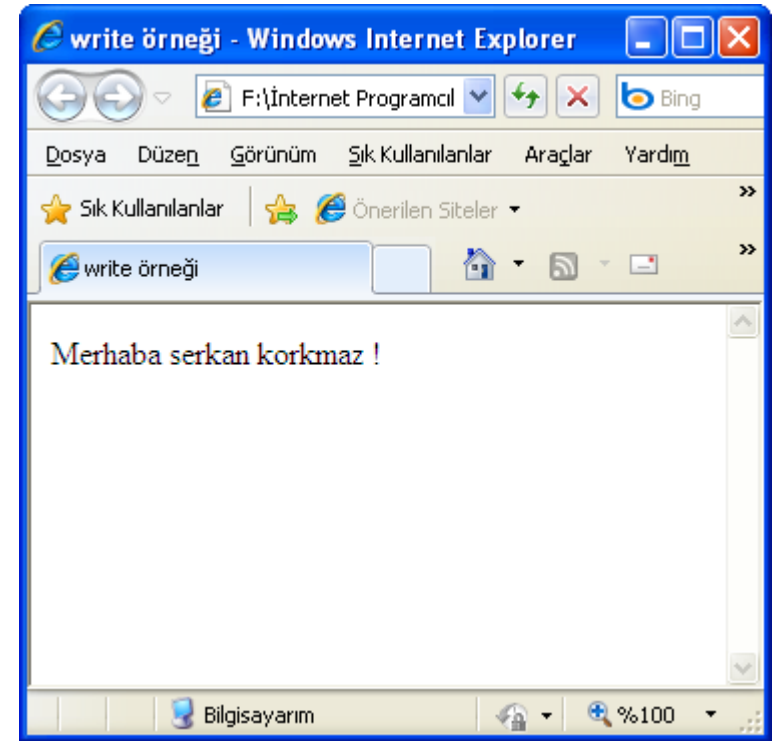 write örneği - Windows Internet Explorer
F:\İnternet Programcıl Bing
Dosya Düzen Görünüm Sık Kullanılanlar Araçlar Yardım
Sık Kullanılanlar Önerilen Siteler
write örneği
Merhaba serkan korkmaz !
Bilgisayarım %100